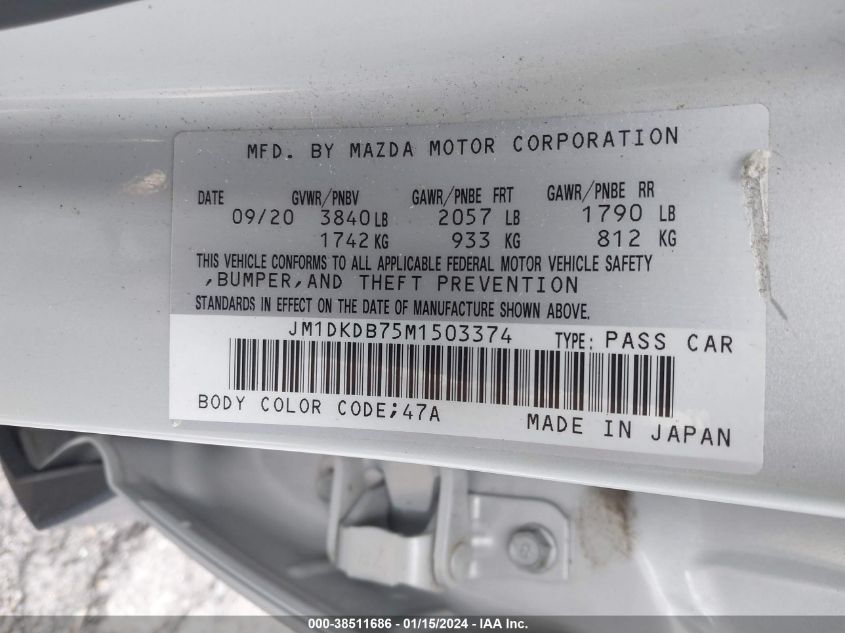 MFD. BY MAZDA MOTOR CORPORATION
DATE GVWR/PNBV GAWR/PNBE FRT GAWR/PNBE RR
09/20 3840 LB 2057 LB 1790 LB
1742 KG 933 KG 812 KG
THIS VEHICLE CONFORMS TO ALL APPLICABLE FEDERAL MOTOR VEHICLE SAFETY
,BUMPER,AND THEFT PREVENTION
STANDARDS IN EFFECT ON THE DATE OF MANUFACTURE SHOWN ABOVE.
JM1DKDB75M1503374 TYPE: PASS CAR
BODY COLOR CODE;47A MADE IN JAPAN
000-38511686 - 01/15/2024 - IAA Inc.